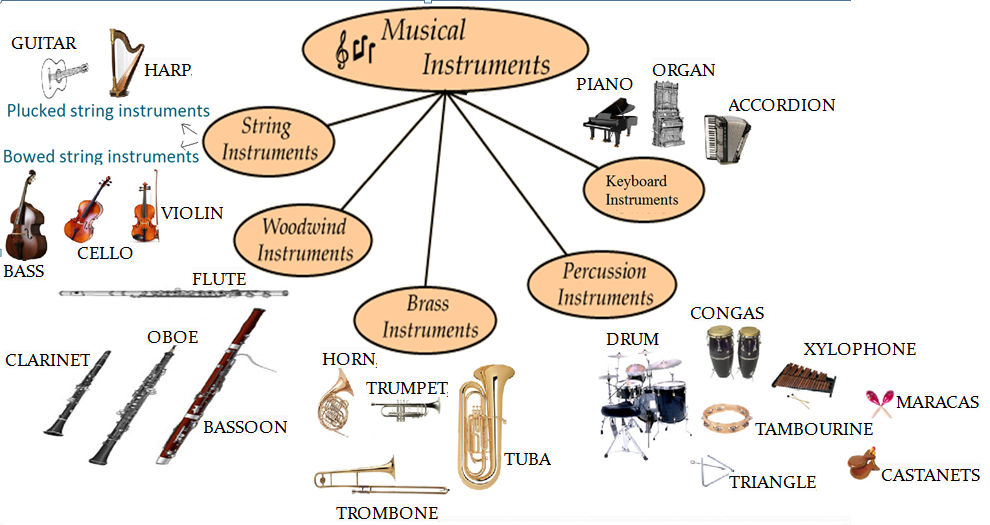 Musical
Instruments
GUITAR
HARP
Plucked string instruments
Bowed string instruments
VIOLIN
CELLO
BASS
String
Instruments
PIANO
ORGAN
ACCORDION
Keyboard
Instruments
Woodwind
Instruments
FLUTE
OBOE
CLARINET
BASSOON
Brass
Instruments
HORN
TRUMPET
TUBA
TROMBONE
Percussion
Instruments
CONGAS
DRUM
XYLOPHONE
MARACAS
TAMBOURINE
CASTANETS
TRIANGLE